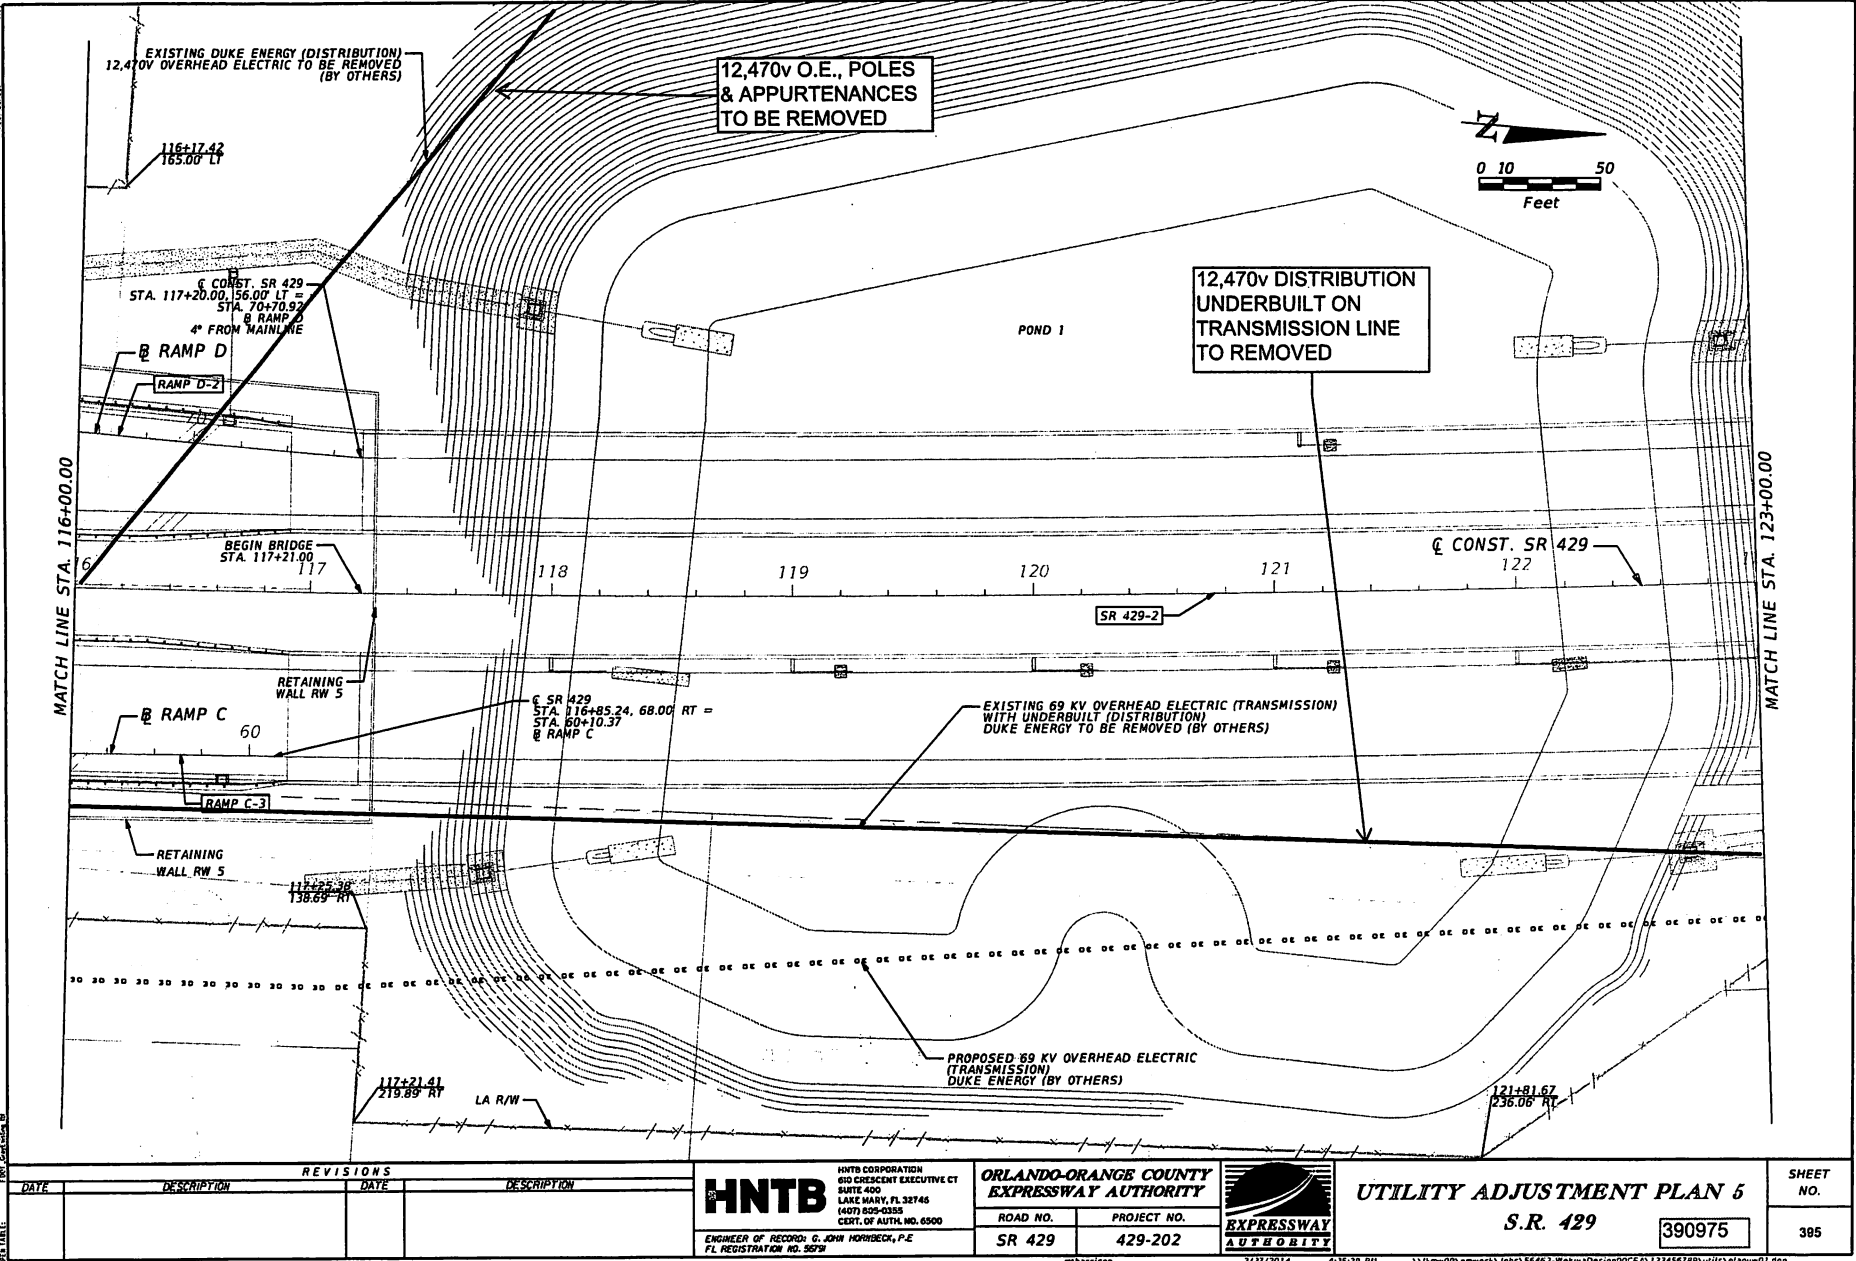 EXISTING DUKE ENERGY (DISTRIBUTION)
12,470V OVERHEAD ELECTRIC TO BE REMOVED
(BY OTHERS)
12,470v O.E., POLES
& APPURTENANCES
TO BE REMOVED
116+17.42
165.00' LT
N
0 10 50
Feet
℄ CONST. SR 429
STA. 117+20.00, 56.00' LT =
STA. 70+70.92
B RAMP D
4° FROM MAINLINE
B RAMP D
RAMP D-2
12,470v DISTRIBUTION
UNDERBUILT ON
TRANSMISSION LINE
TO REMOVED
POND 1
MATCH LINE STA. 116+00.00
MATCH LINE STA. 123+00.00
BEGIN BRIDGE
STA. 117+21.00
℄ CONST. SR 429
16 117 118 119 120 121 122
SR 429-2
RETAINING
WALL RW 5
B RAMP C
60
℄ SR 429
STA. 116+85.24, 68.00' RT =
STA. 60+10.37
B RAMP C
EXISTING 69 KV OVERHEAD ELECTRIC (TRANSMISSION)
WITH UNDERBUILT (DISTRIBUTION)
DUKE ENERGY TO BE REMOVED (BY OTHERS)
RAMP C-3
RETAINING
WALL RW 5
117+25.38
138.69' RT
PROPOSED 69 KV OVERHEAD ELECTRIC
(TRANSMISSION)
DUKE ENERGY (BY OTHERS)
117+21.41
219.89' RT
LA R/W
121+81.67
236.06' RT
REVISIONS
DATE DESCRIPTION DATE DESCRIPTION
HNTB
HNTB CORPORATION
610 CRESCENT EXECUTIVE CT
SUITE 400
LAKE MARY, FL 32746
(407) 805-0355
CERT. OF AUTH. NO. 6500
ENGINEER OF RECORD: G. JOHN HORNBECK, P.E
FL REGISTRATION NO. 55791
ORLANDO-ORANGE COUNTY
EXPRESSWAY AUTHORITY
ROAD NO. PROJECT NO.
SR 429 429-202
EXPRESSWAY
AUTHORITY
UTILITY ADJUSTMENT PLAN 5
S.R. 429
390975
SHEET
NO.
395